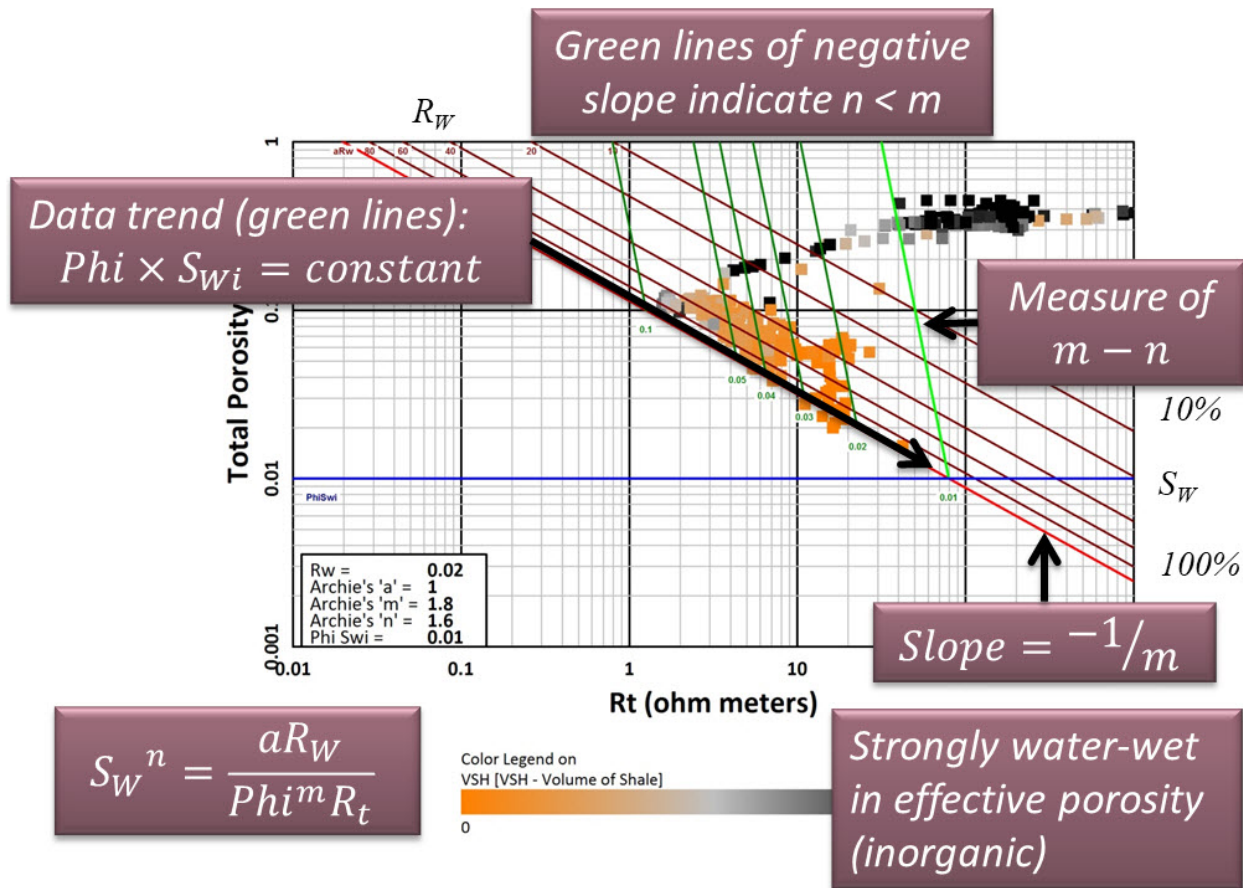 Green lines of negative
slope indicate n < m
R_W
1
aRw 80 60 40 20 10
Data trend (green lines):
Phi × S_{Wi} = constant
Measure of
m − n
0.1
0.05
0.04
0.03
0.02
0.01
10%
S_W
100%
Total Porosity
0.01
0.001
PhiSwi
Rw = 0.02
Archie's 'a' = 1
Archie's 'm' = 1.8
Archie's 'n' = 1.6
Phi Swi = 0.01
Slope = −1/m
0.01 0.1 1 10
Rt (ohm meters)
S_W^n = aR_W / Phi^m R_t
Color Legend on
VSH [VSH - Volume of Shale]
0
Strongly water-wet
in effective porosity
(inorganic)